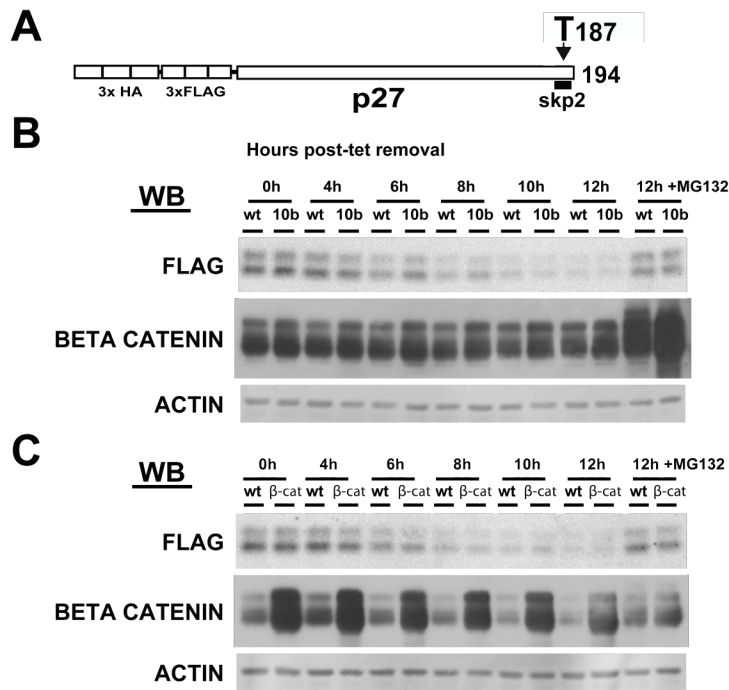 A
T187
194
3x HA 3xFLAG
p27
skp2
B
Hours post-tet removal
WB
0h 4h 6h 8h 10h 12h 12h +MG132
wt 10b wt 10b wt 10b wt 10b wt 10b wt 10b wt 10b
FLAG
BETA CATENIN
ACTIN
C
WB
0h 4h 6h 8h 10h 12h 12h +MG132
wt β-cat wt β-cat wt β-cat wt β-cat wt β-cat wt β-cat wt β-cat
FLAG
BETA CATENIN
ACTIN